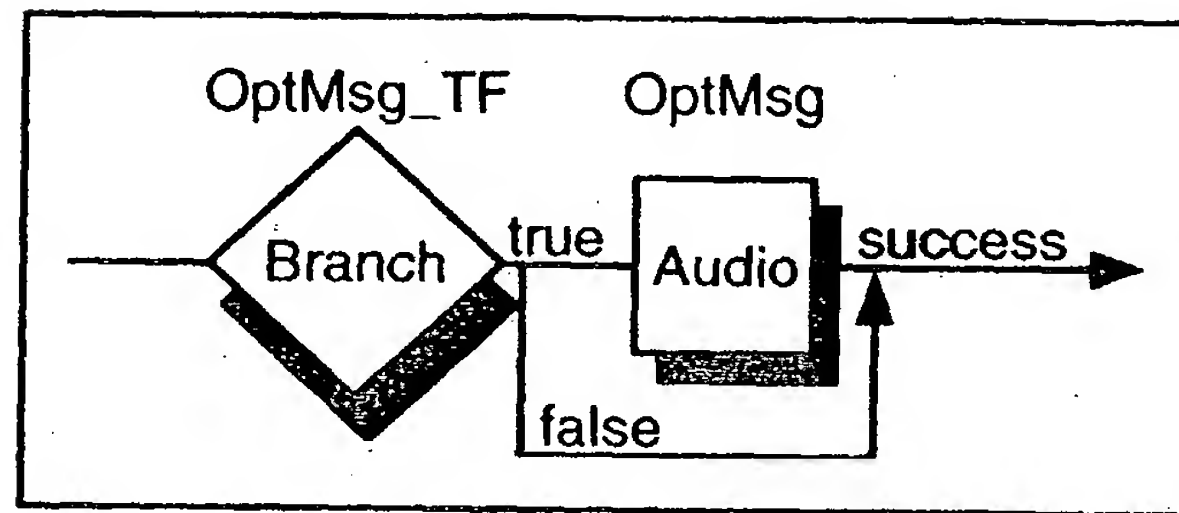 OptMsg_TF
OptMsg
Branch
true
Audio
success
false